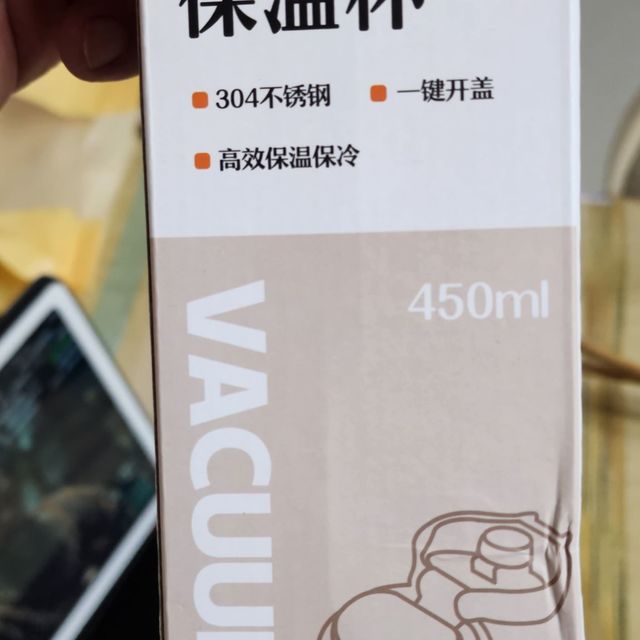 保温杯
304不锈钢
一键开盖
高效保温保冷
450ml
VACUU